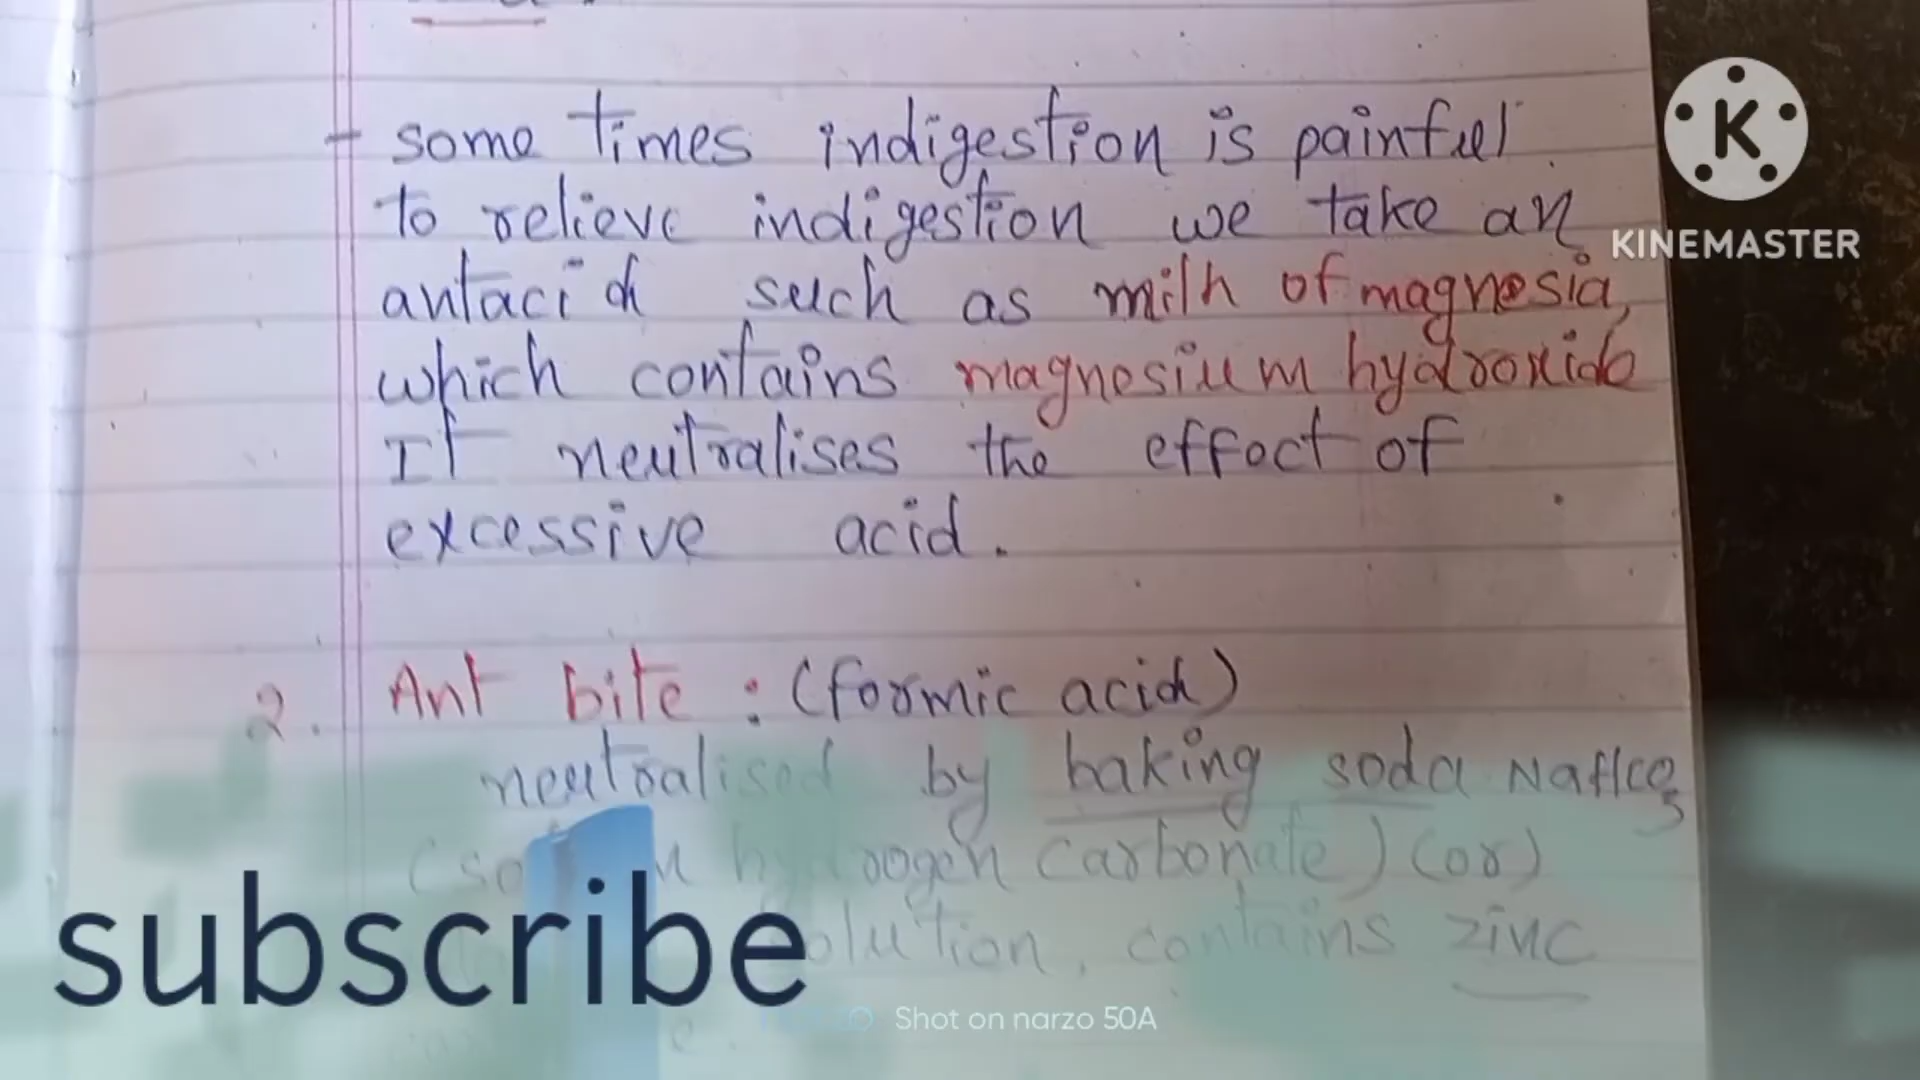 - some times indigestion is painful.
to relieve indigestion we take an
antacid such as milk of magnesia,
which contains magnesium hydroxide
It neutralises the effect of
excessive acid.
2. Ant bite : (formic acid)
neutralised by baking soda NaHCO3
hydrogen carbonate) (or)
contains zinc
subscribe
K
KINEMASTER
Shot on narzo 50A